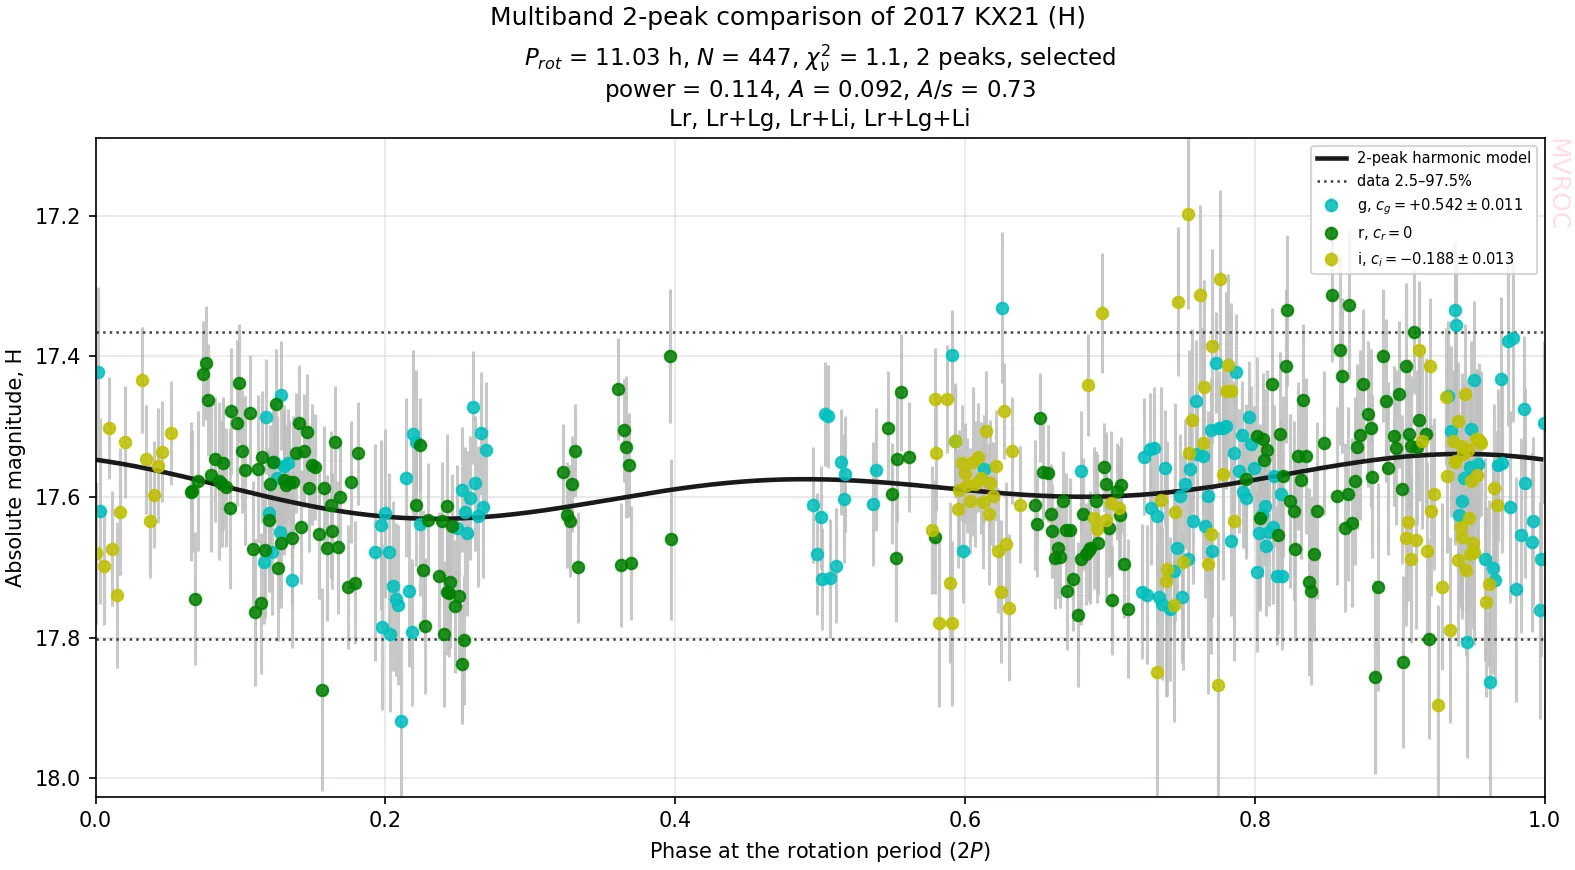 Multiband 2-peak comparison of 2017 KX21 (H)
P_rot = 11.03 h, N = 447, χ²_ν = 1.1, 2 peaks, selected
power = 0.114, A = 0.092, A/s = 0.73
Lr, Lr+Lg, Lr+Li, Lr+Lg+Li
2-peak harmonic model
data 2.5–97.5%
g, c_g = +0.542 ± 0.011
r, c_r = 0
i, c_i = −0.188 ± 0.013
MVROC
Absolute magnitude, H
17.2
17.4
17.6
17.8
18.0
0.0 0.2 0.4 0.6 0.8 1.0
Phase at the rotation period (2P)